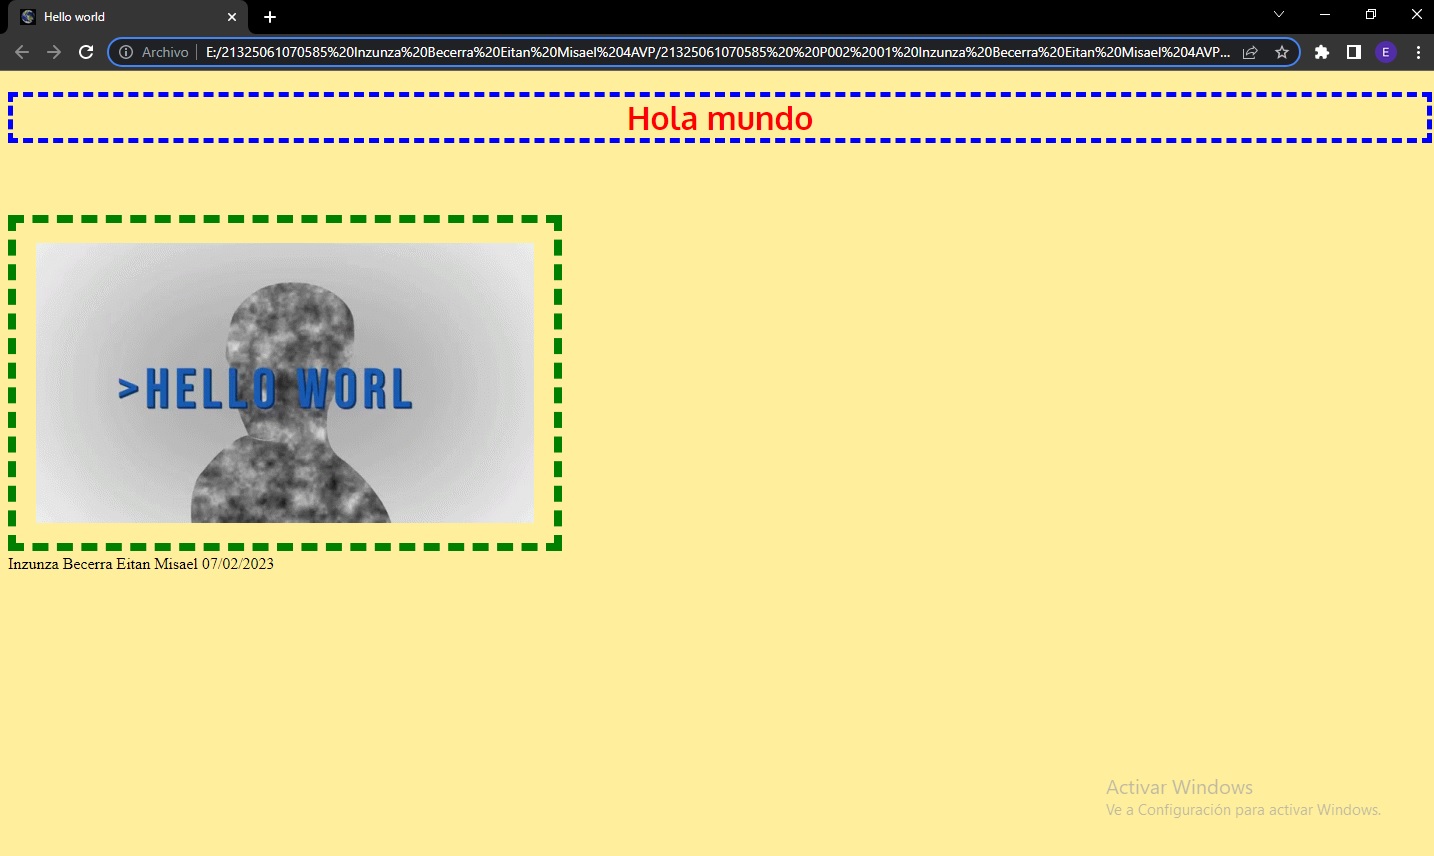 Hello world
Archivo
E:/21325061070585%20Inzunza%20Becerra%20Eitan%20Misael%204AVP/21325061070585%20%20P002%2001%20Inzunza%20Becerra%20Eitan%20Misael%204AVP...
E
Hola mundo
>HELLO WORL
Inzunza Becerra Eitan Misael 07/02/2023
Activar Windows
Ve a Configuración para activar Windows.